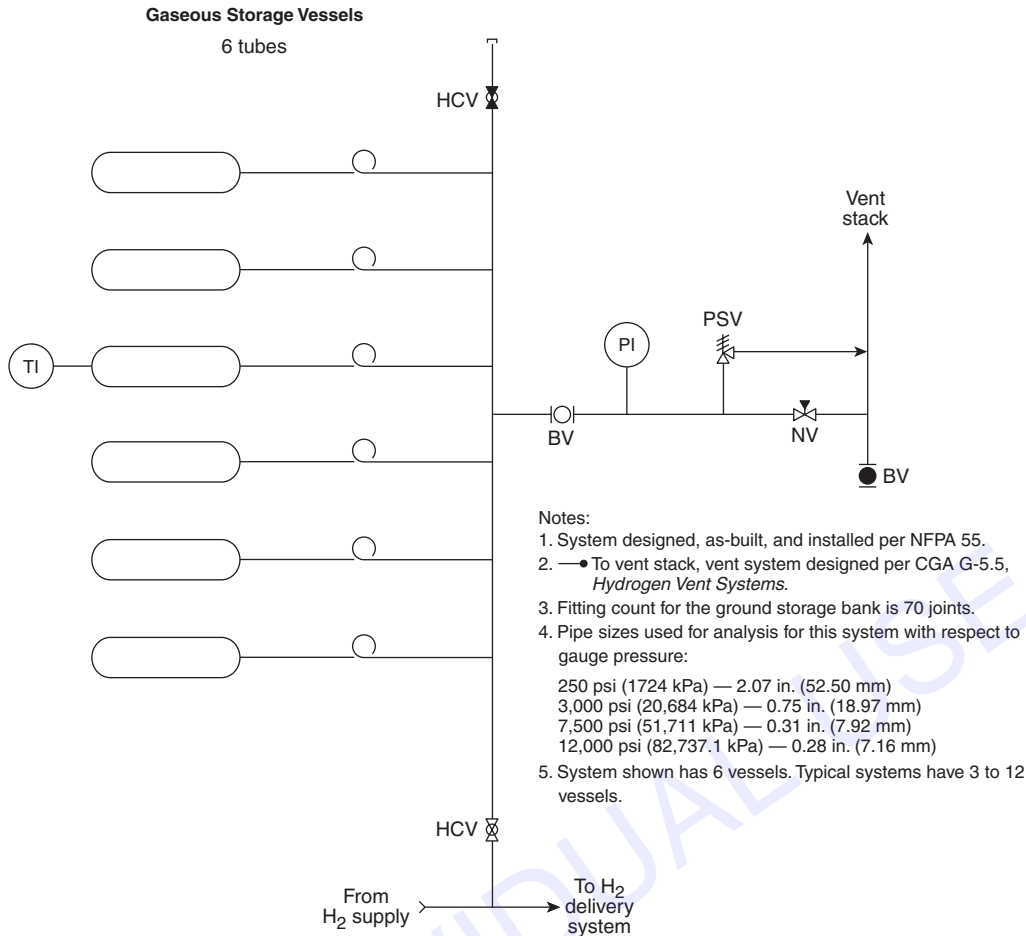 Gaseous Storage Vessels
6 tubes
HCV
Vent
stack
PSV
PI
TI
BV
NV
BV
Notes:
1. System designed, as-built, and installed per NFPA 55.
2. To vent stack, vent system designed per CGA G-5.5,
Hydrogen Vent Systems.
3. Fitting count for the ground storage bank is 70 joints.
4. Pipe sizes used for analysis for this system with respect to
gauge pressure:
250 psi (1724 kPa) — 2.07 in. (52.50 mm)
3,000 psi (20,684 kPa) — 0.75 in. (18.97 mm)
7,500 psi (51,711 kPa) — 0.31 in. (7.92 mm)
12,000 psi (82,737.1 kPa) — 0.28 in. (7.16 mm)
5. System shown has 6 vessels. Typical systems have 3 to 12
vessels.
HCV
From
H₂ supply
To H₂
delivery
system